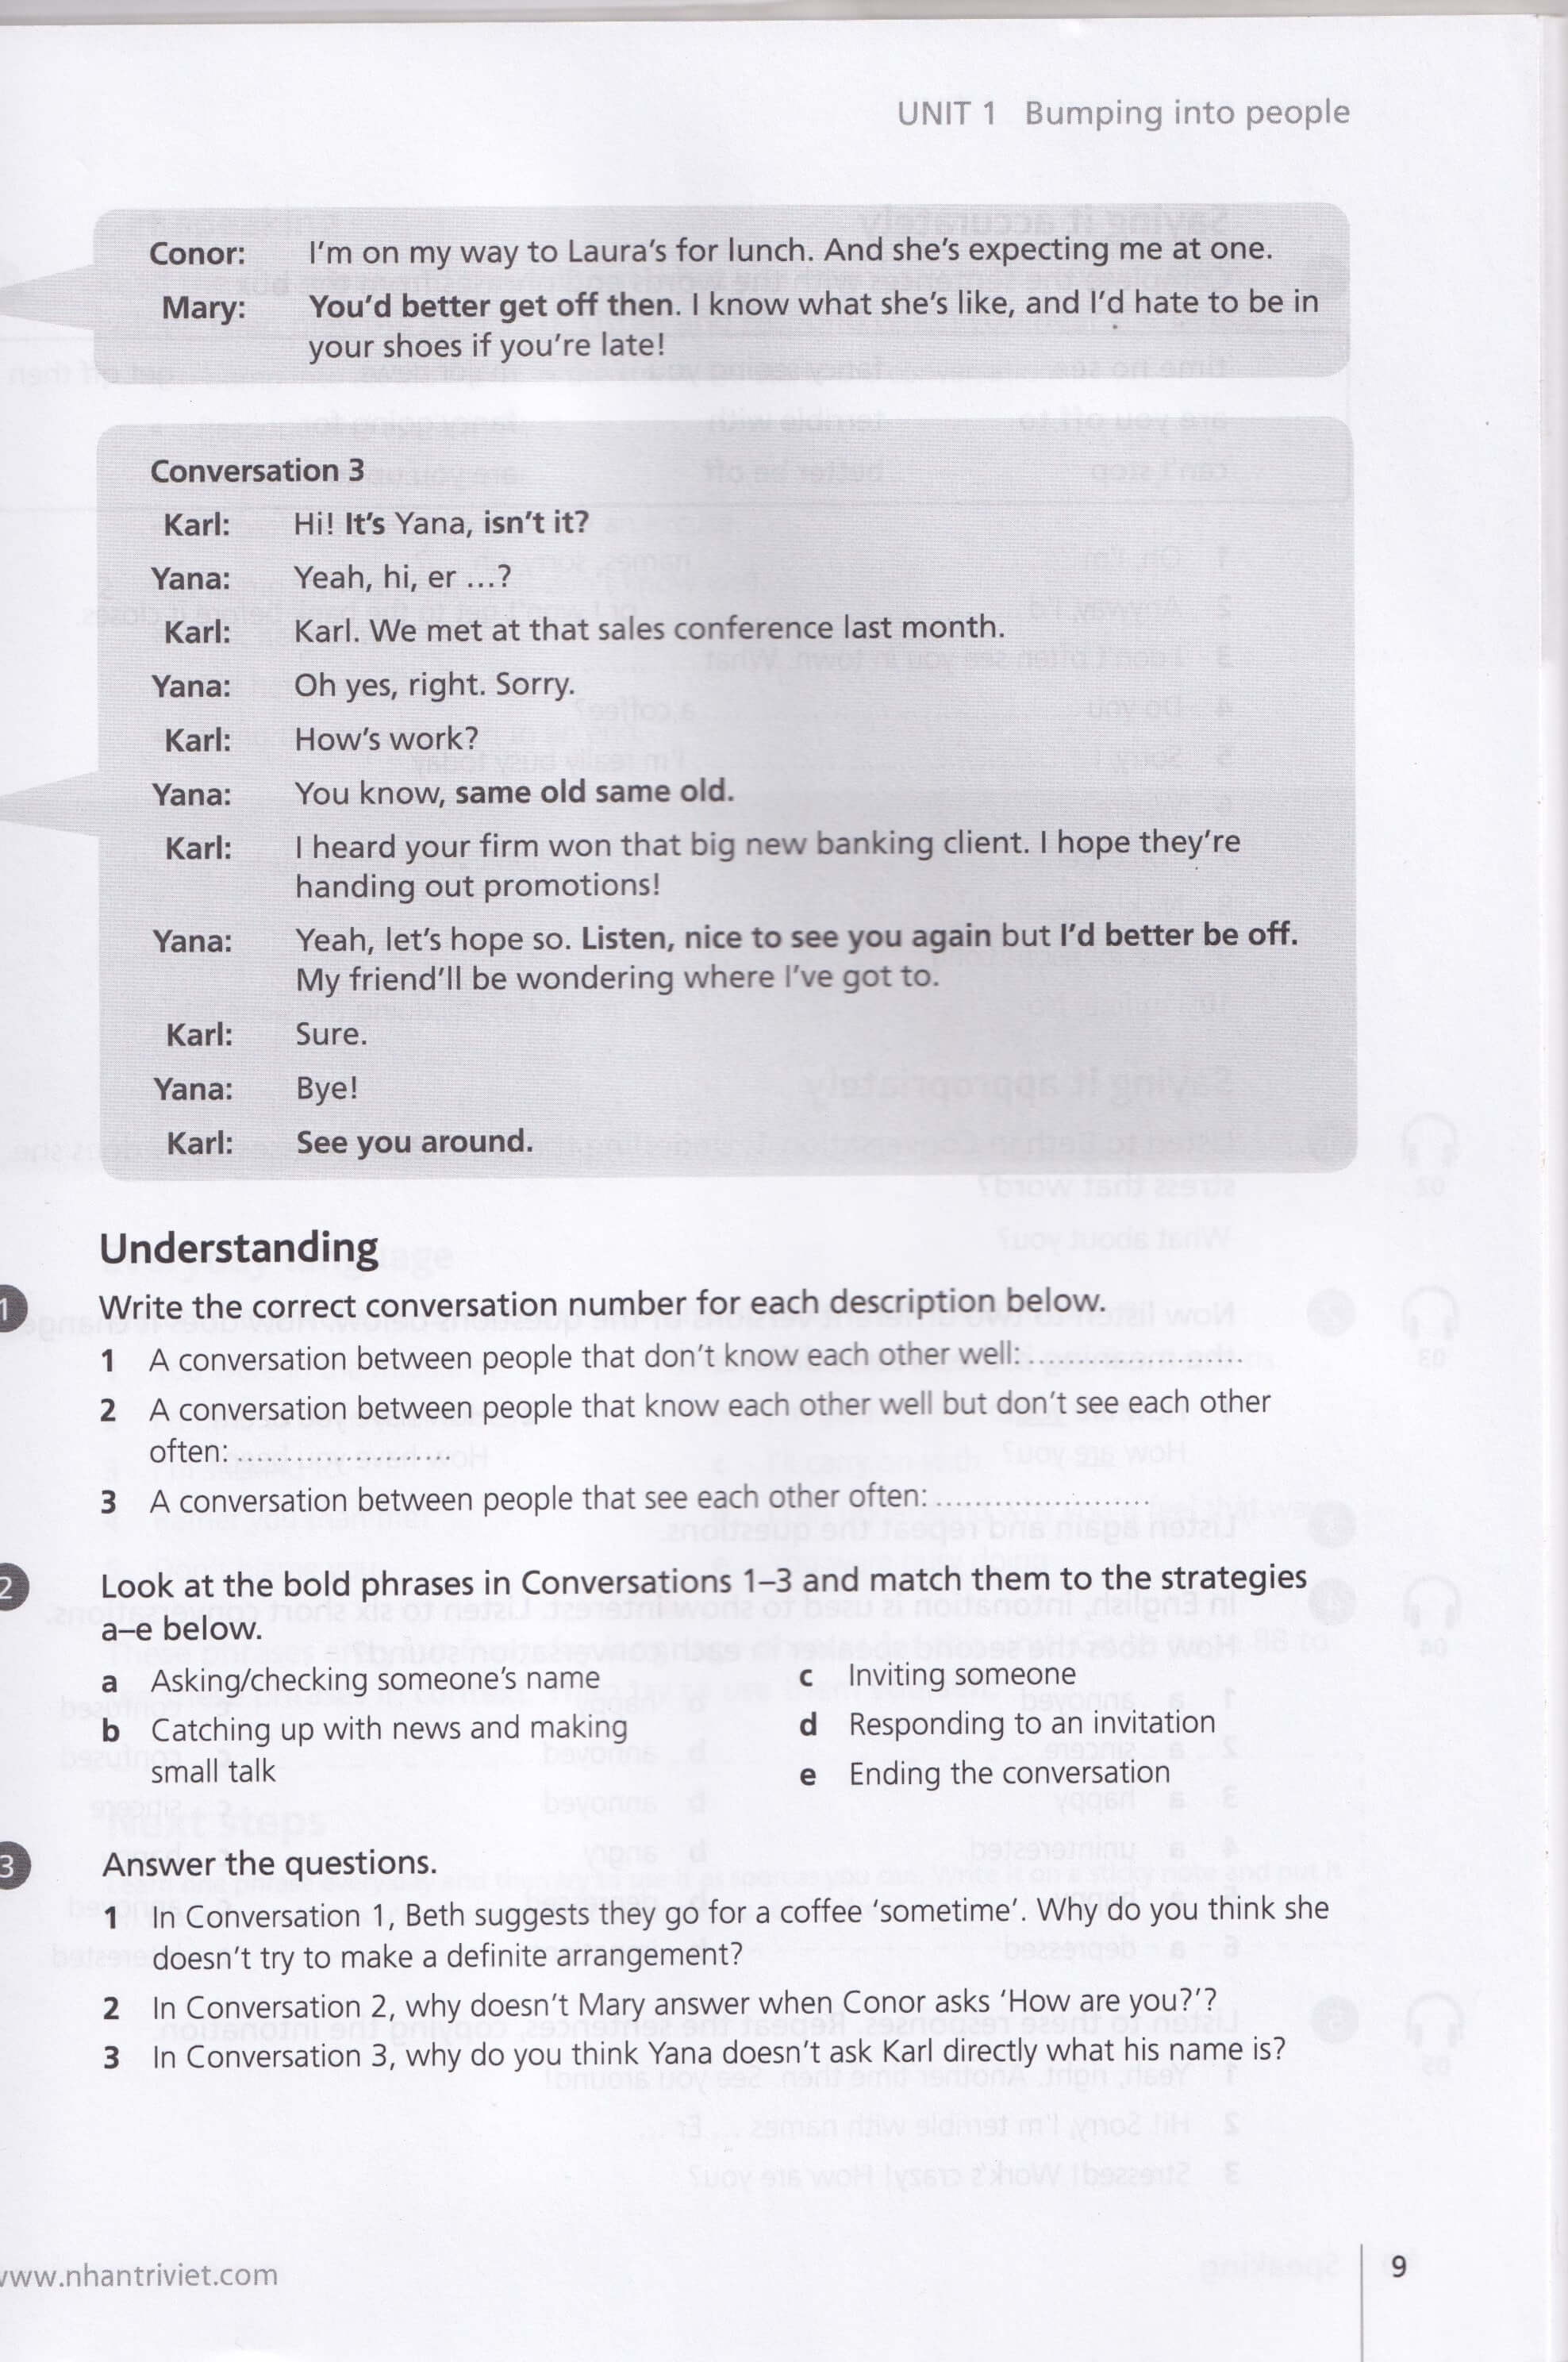 UNIT 1 Bumping into people
Conor: I'm on my way to Laura's for lunch. And she's expecting me at one.
Mary: You'd better get off then. I know what she's like, and I'd hate to be in
your shoes if you're late!
Conversation 3
Karl: Hi! It's Yana, isn't it?
Yana: Yeah, hi, er ...?
Karl: Karl. We met at that sales conference last month.
Yana: Oh yes, right. Sorry.
Karl: How's work?
Yana: You know, same old same old.
Karl: I heard your firm won that big new banking client. I hope they're
handing out promotions!
Yana: Yeah, let's hope so. Listen, nice to see you again but I'd better be off.
My friend'll be wondering where I've got to.
Karl: Sure.
Yana: Bye!
Karl: See you around.
Understanding
1 Write the correct conversation number for each description below.
1 A conversation between people that don't know each other well: ......................
2 A conversation between people that know each other well but don't see each other
often: ......................
3 A conversation between people that see each other often: ......................
2 Look at the bold phrases in Conversations 1–3 and match them to the strategies
a–e below.
a Asking/checking someone's name
b Catching up with news and making
small talk
c Inviting someone
d Responding to an invitation
e Ending the conversation
3 Answer the questions.
1 In Conversation 1, Beth suggests they go for a coffee 'sometime'. Why do you think she
doesn't try to make a definite arrangement?
2 In Conversation 2, why doesn't Mary answer when Conor asks 'How are you?'?
3 In Conversation 3, why do you think Yana doesn't ask Karl directly what his name is?
www.nhantriviet.com
9